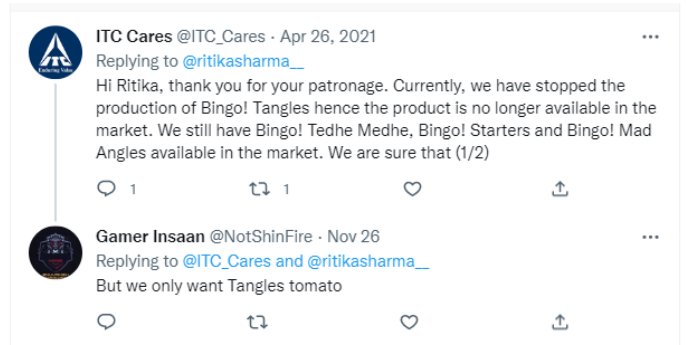 ITC Cares @ITC_Cares · Apr 26, 2021
Replying to @ritikasharma__
Hi Ritika, thank you for your patronage. Currently, we have stopped the
production of Bingo! Tangles hence the product is no longer available in the
market. We still have Bingo! Tedhe Medhe, Bingo! Starters and Bingo! Mad
Angles available in the market. We are sure that (1/2)
1 1
Gamer Insaan @NotShinFire · Nov 26
Replying to @ITC_Cares and @ritikasharma__
But we only want Tangles tomato